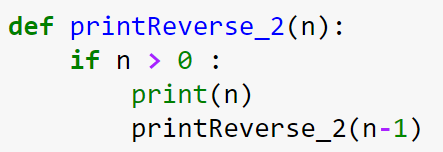 def printReverse_2(n):
    if n > 0 :
        print(n)
        printReverse_2(n-1)